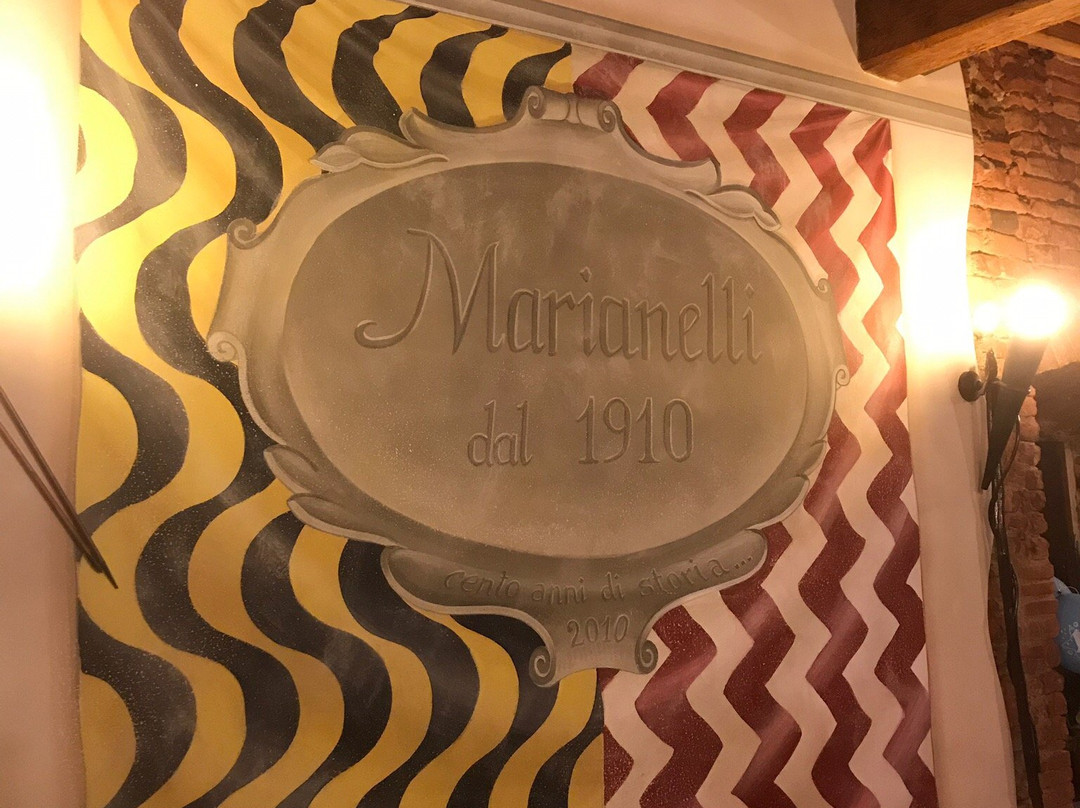 Marianelli
dal 1910
cento anni di storia...
2010